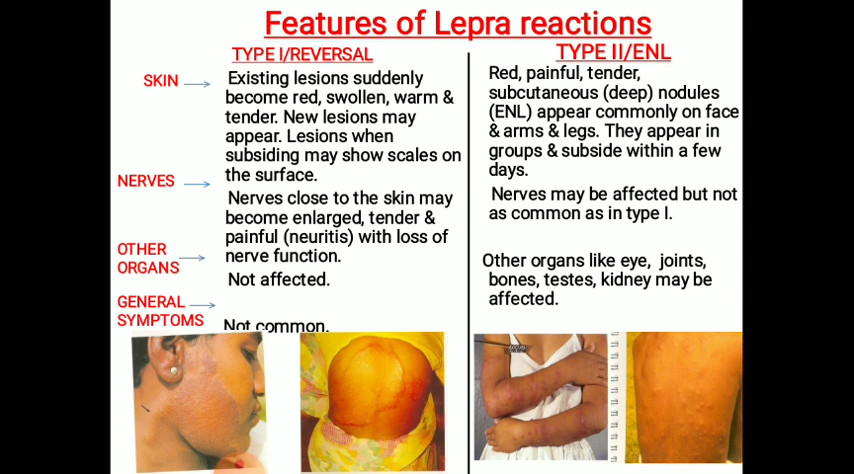 Features of Lepra reactions
TYPE I/REVERSAL
TYPE II/ENL
SKIN
Existing lesions suddenly
become red, swollen, warm &
tender. New lesions may
appear. Lesions when
subsiding may show scales on
the surface.
Red, painful, tender,
subcutaneous (deep) nodules
(ENL) appear commonly on face
& arms & legs. They appear in
groups & subside within a few
days.
NERVES
Nerves close to the skin may
become enlarged, tender &
painful (neuritis) with loss of
nerve function.
Nerves may be affected but not
as common as in type I.
OTHER
ORGANS
Not affected.
Other organs like eye, joints,
bones, testes, kidney may be
affected.
GENERAL
SYMPTOMS
Not common.